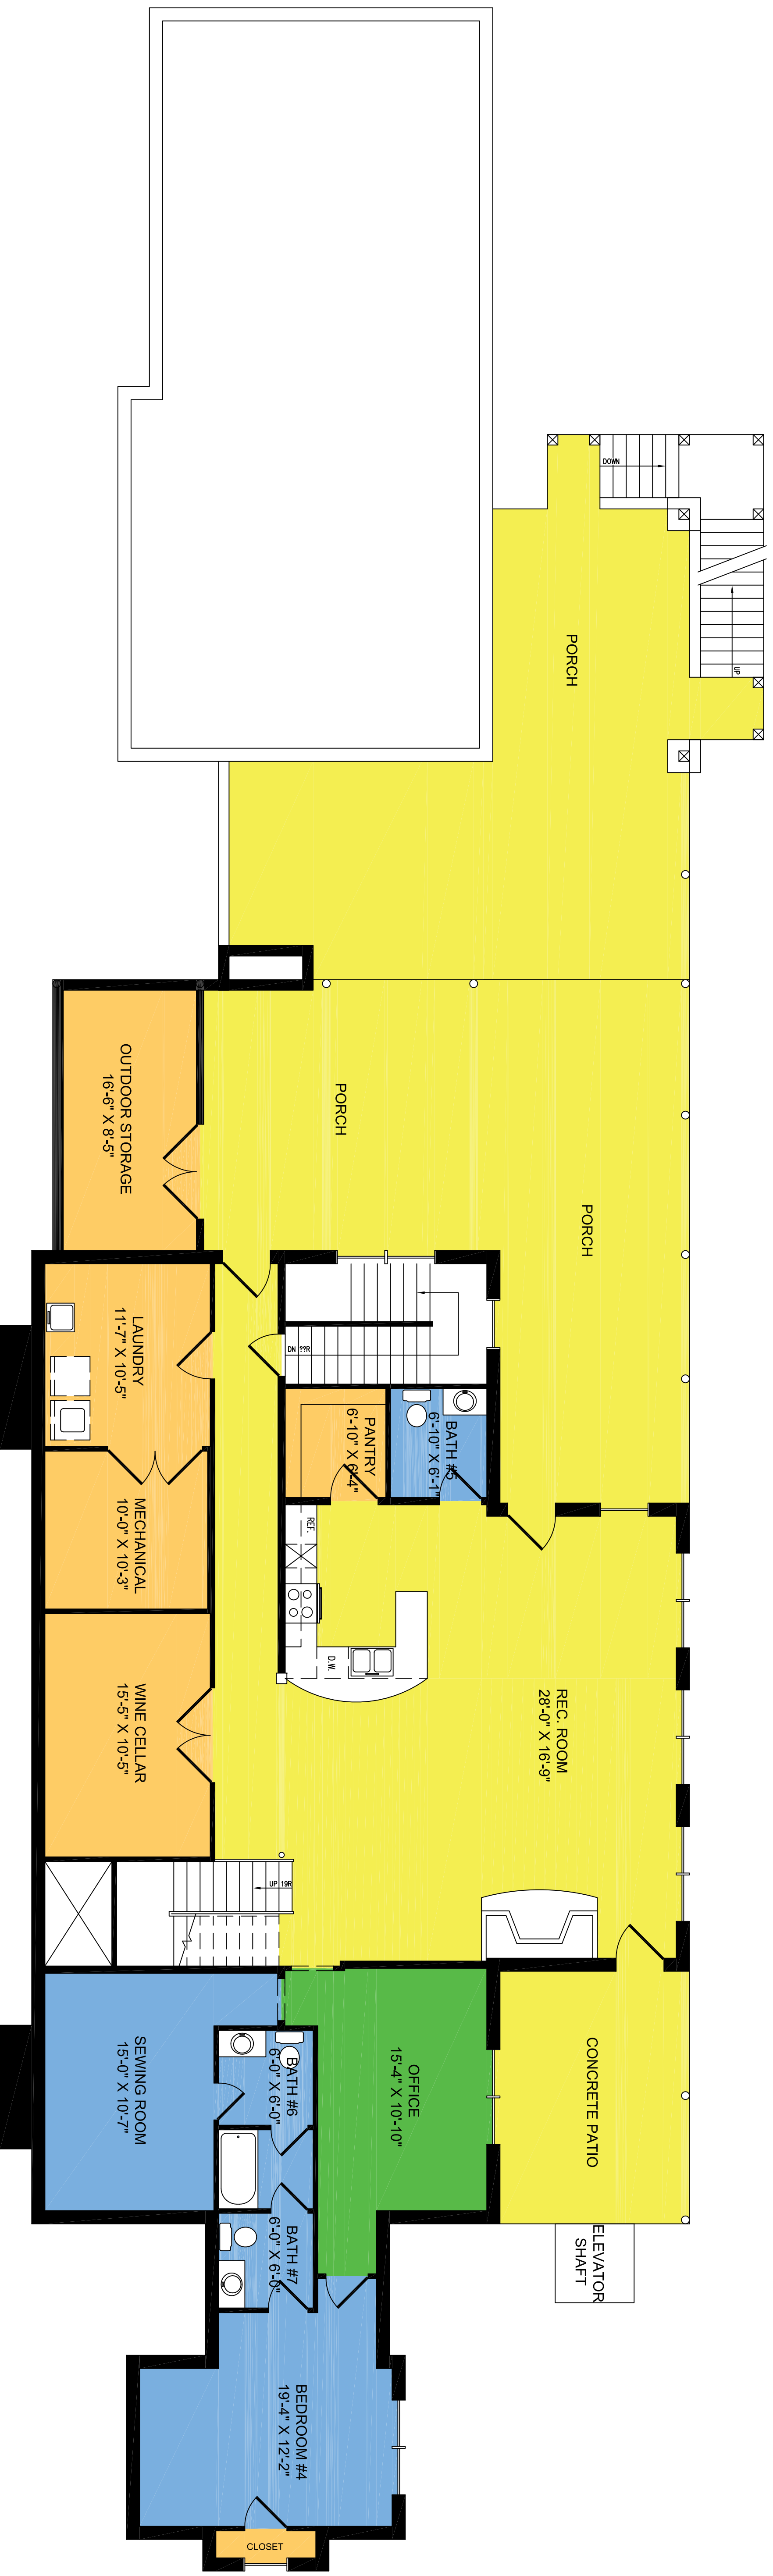 DOWN
UP
PORCH
PORCH
PORCH
OUTDOOR STORAGE
16'-6" X 8'-5"
LAUNDRY
11'-7" X 10'-5"
DN ??R
PANTRY
6'-10" X 6'-4"
BATH #5
6'-10" X 6'-1"
MECHANICAL
10'-0" X 10'-3"
REF.
D.W.
WINE CELLAR
15'-5" X 10'-5"
REC. ROOM
28'-0" X 16'-9"
UP 19R
SEWING ROOM
15'-0" X 10'-7"
BATH #6
6'-0" X 6'-0"
OFFICE
15'-4" X 10'-10"
CONCRETE PATIO
BATH #7
6'-0" X 6'-0"
ELEVATOR
SHAFT
BEDROOM #4
19'-4" X 12'-2"
CLOSET